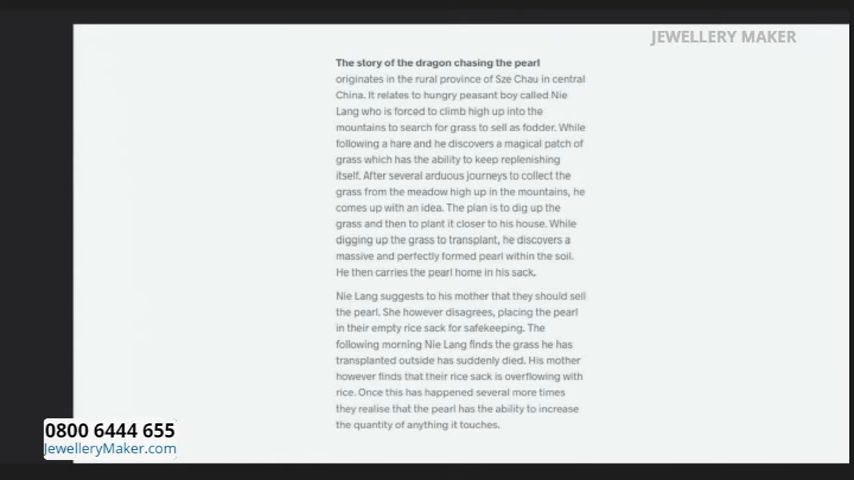 JEWELLERY MAKER
The story of the dragon chasing the pearl
originates in the rural province of Sze Chau in central
China. It relates to hungry peasant boy called Nie
Lang who is forced to climb high up into the
mountains to search for grass to sell as fodder. While
following a hare and he discovers a magical patch of
grass which has the ability to keep replenishing
itself. After several arduous journeys to collect the
grass from the meadow high up in the mountains, he
comes up with an idea. The plan is to dig up the
grass and then to plant it closer to his house. While
digging up the grass to transplant, he discovers a
massive and perfectly formed pearl within the soil.
He then carries the pearl home in his sack.
Nie Lang suggests to his mother that they should sell
the pearl. She however disagrees, placing the pearl
in their empty rice sack for safekeeping. The
following morning Nie Lang finds the grass he has
transplanted outside has suddenly died. His mother
however finds that their rice sack is overflowing with
rice. Once this has happened several more times
they realise that the pearl has the ability to increase
the quantity of anything it touches.
0800 6444 655
JewelleryMaker.com